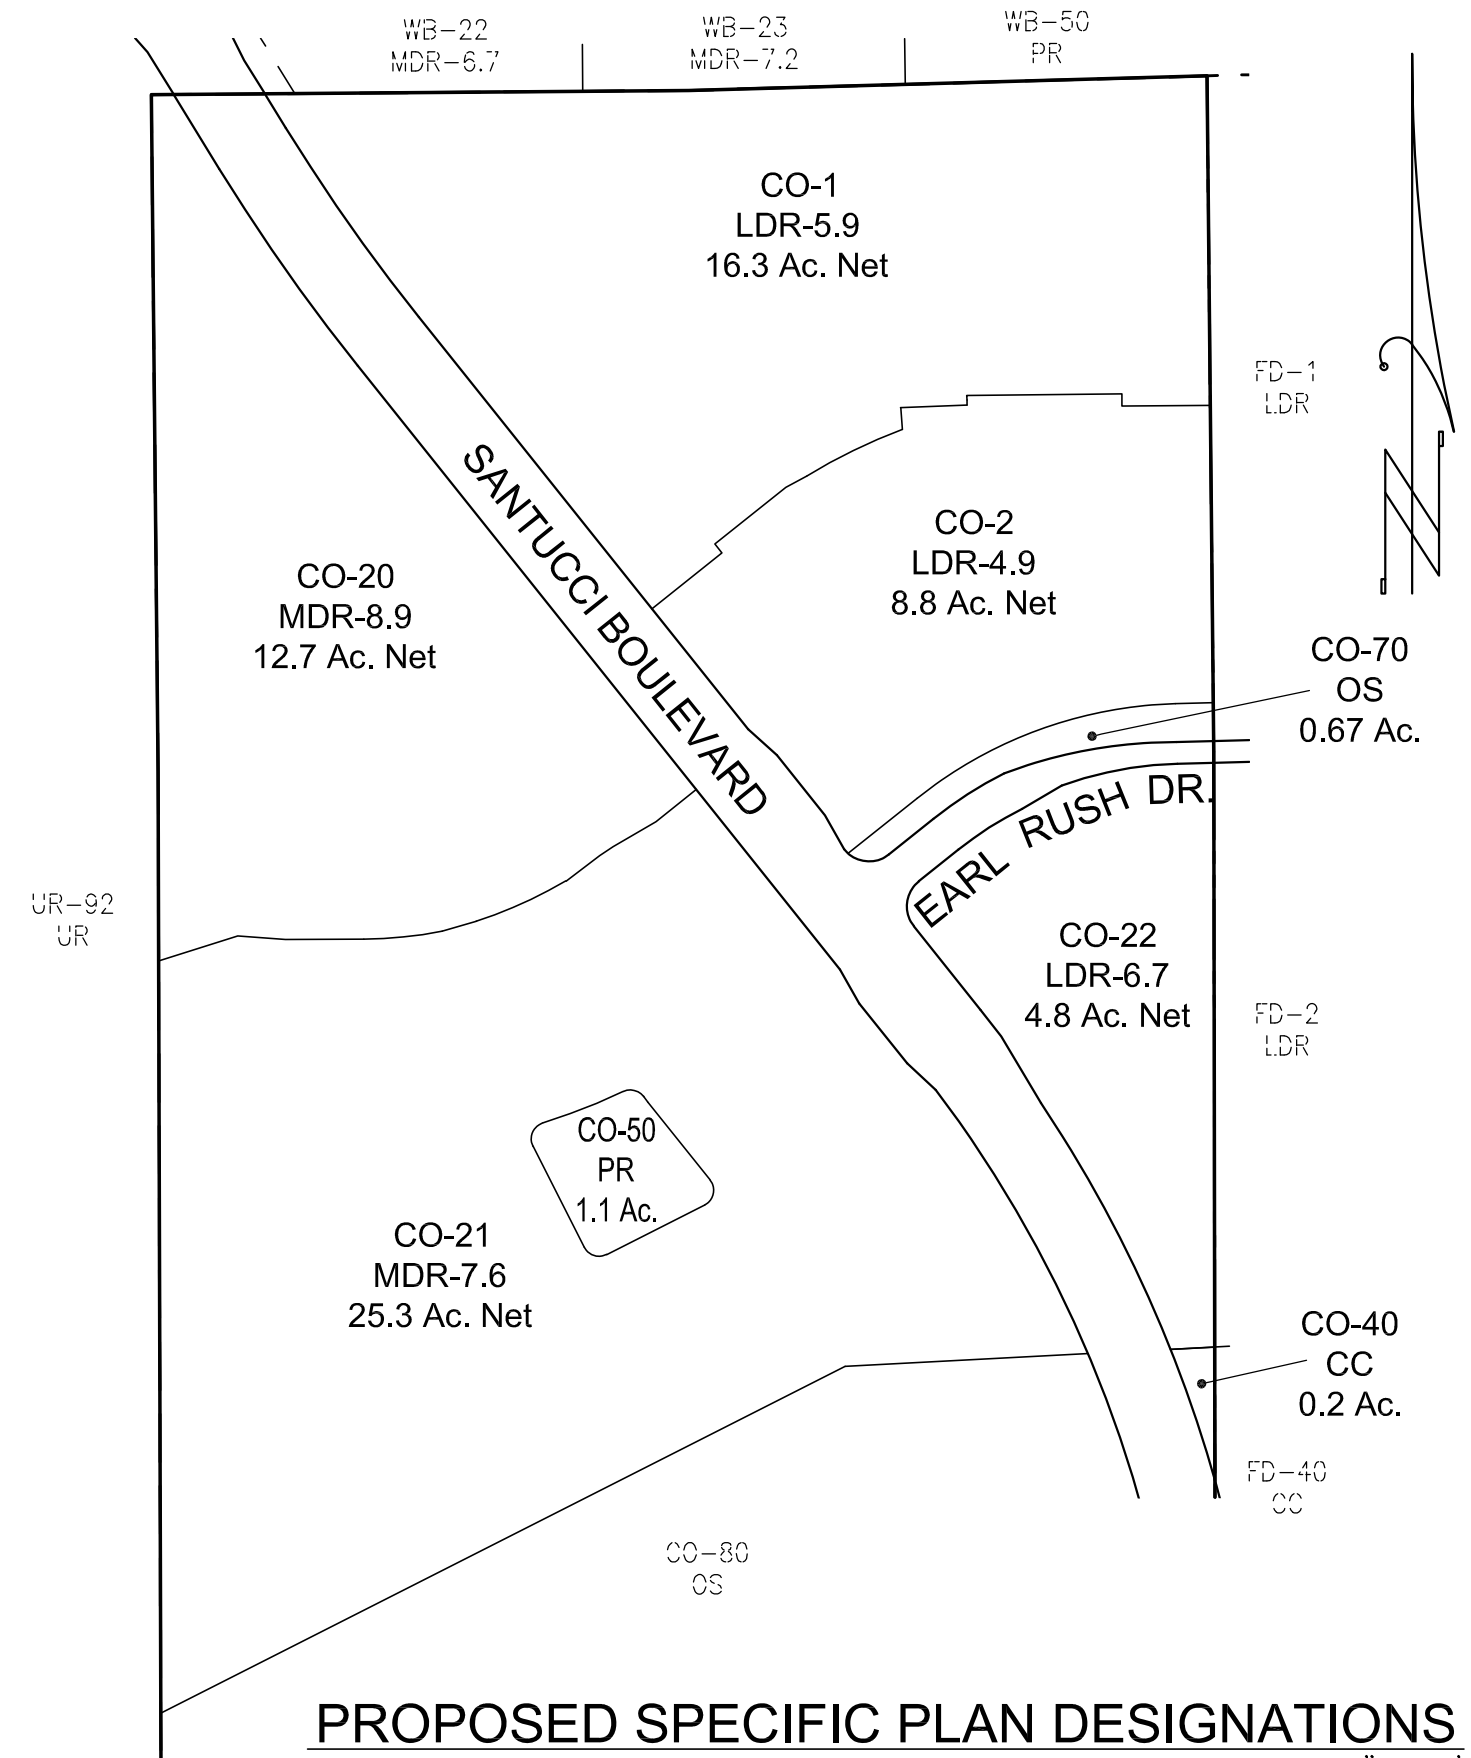 WB-22
MDR-6.7
WB-23
MDR-7.2
WB-50
PR
CO-1
LDR-5.9
16.3 Ac. Net
FD-1
LDR
CO-2
LDR-4.9
8.8 Ac. Net
SANTUCCI BOULEVARD
CO-20
MDR-8.9
12.7 Ac. Net
CO-70
OS
0.67 Ac.
EARL RUSH DR.
UR-92
UR
CO-22
LDR-6.7
4.8 Ac. Net
FD-2
LDR
CO-50
PR
1.1 Ac.
CO-21
MDR-7.6
25.3 Ac. Net
CO-40
CC
0.2 Ac.
FD-40
CC
CO-80
OS
N
PROPOSED SPECIFIC PLAN DESIGNATIONS